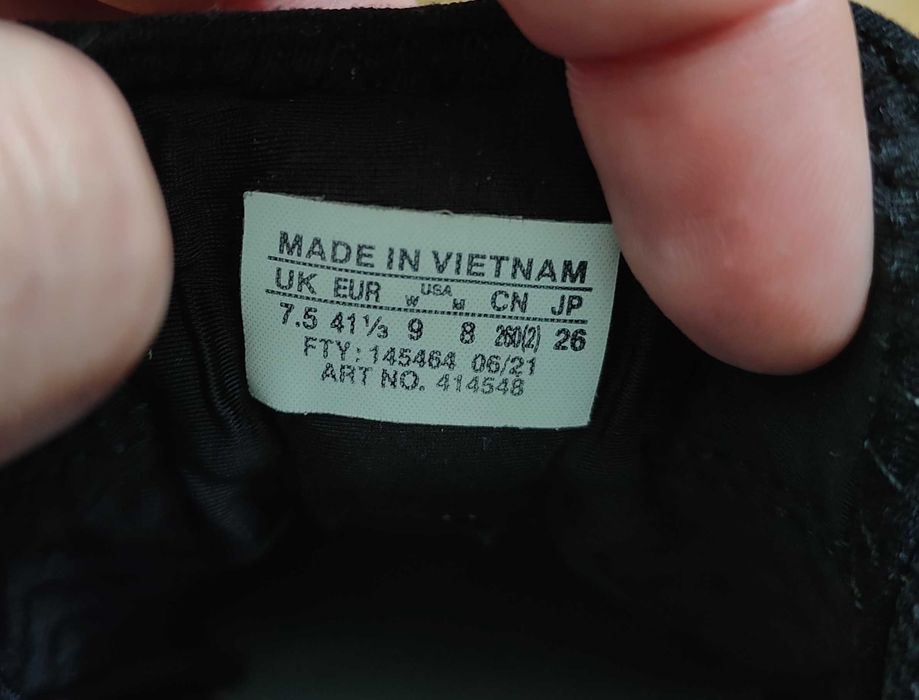 MADE IN VIETNAM
UK EUR W USA M CN JP
7.5 41⅓ 9 8 260(2) 26
FTY: 145464 06/21
ART NO. 414548